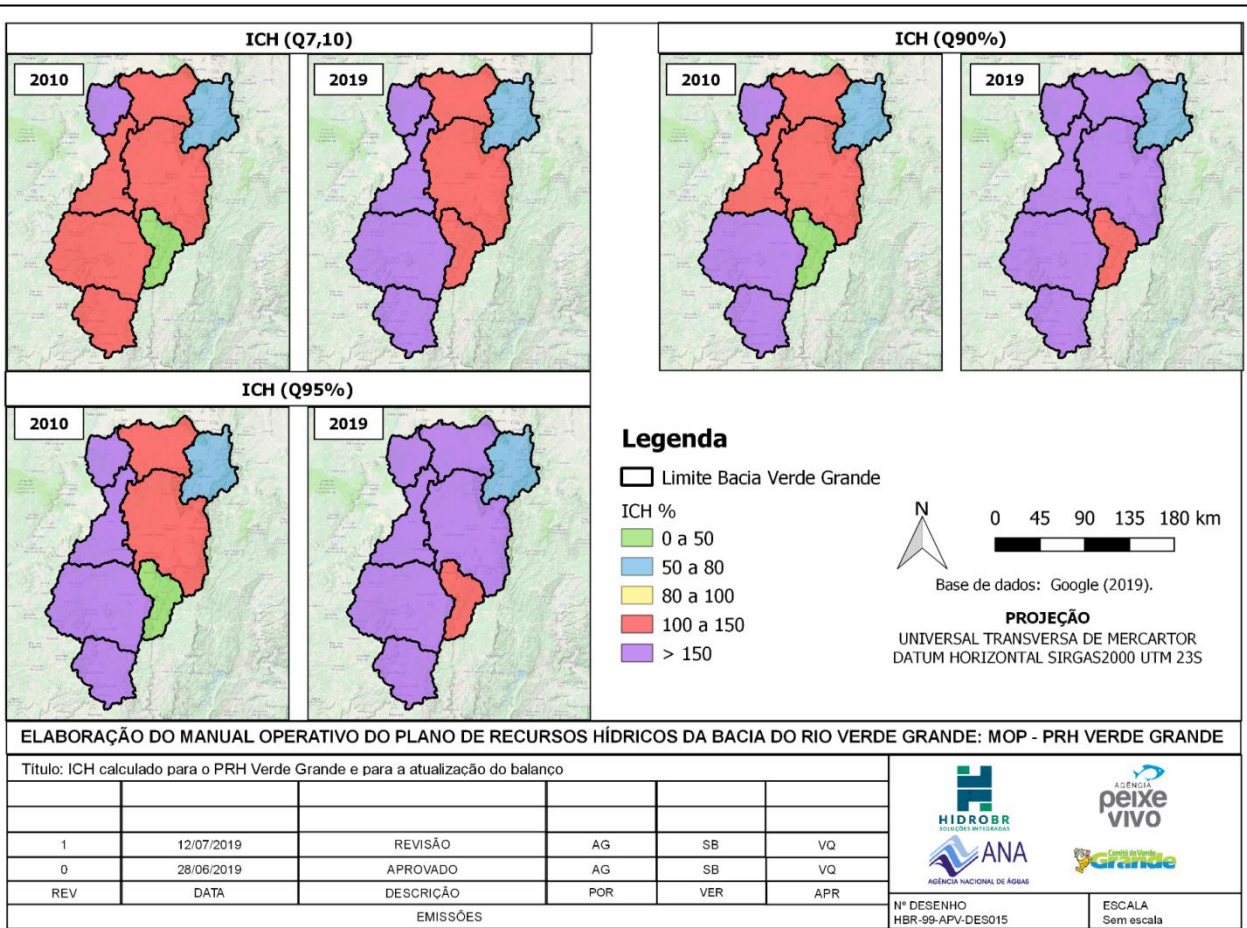 ICH (Q7,10)
2010
2019
ICH (Q90%)
2010
2019
ICH (Q95%)
2010
2019
Legenda
Limite Bacia Verde Grande
ICH %
0 a 50
50 a 80
80 a 100
100 a 150
> 150
N
0 45 90 135 180 km
Base de dados: Google (2019).
PROJEÇÃO
UNIVERSAL TRANSVERSA DE MERCARTOR
DATUM HORIZONTAL SIRGAS2000 UTM 23S
ELABORAÇÃO DO MANUAL OPERATIVO DO PLANO DE RECURSOS HÍDRICOS DA BACIA DO RIO VERDE GRANDE: MOP - PRH VERDE GRANDE
Título: ICH calculado para o PRH Verde Grande e para a atualização do balanço
1 12/07/2019 REVISÃO AG SB VQ
0 28/06/2019 APROVADO AG SB VQ
REV DATA DESCRIÇÃO POR VER APR
EMISSÕES
HIDROBR
SOLUÇÕES INTEGRADAS
AGÊNCIA
peixe
vivo
ANA
AGÊNCIA NACIONAL DE ÁGUAS
Comitê do Verde
Grande
Nº DESENHO
HBR-99-APV-DES015
ESCALA
Sem escala